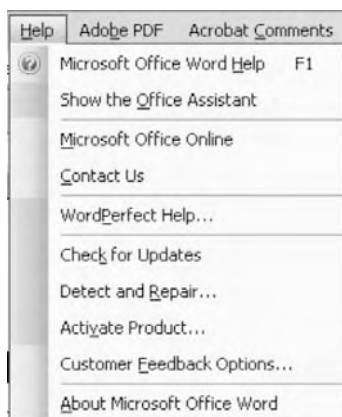 Help Adobe PDF Acrobat Comments
Microsoft Office Word Help F1
Show the Office Assistant
Microsoft Office Online
Contact Us
WordPerfect Help...
Check for Updates
Detect and Repair...
Activate Product...
Customer Feedback Options...
About Microsoft Office Word